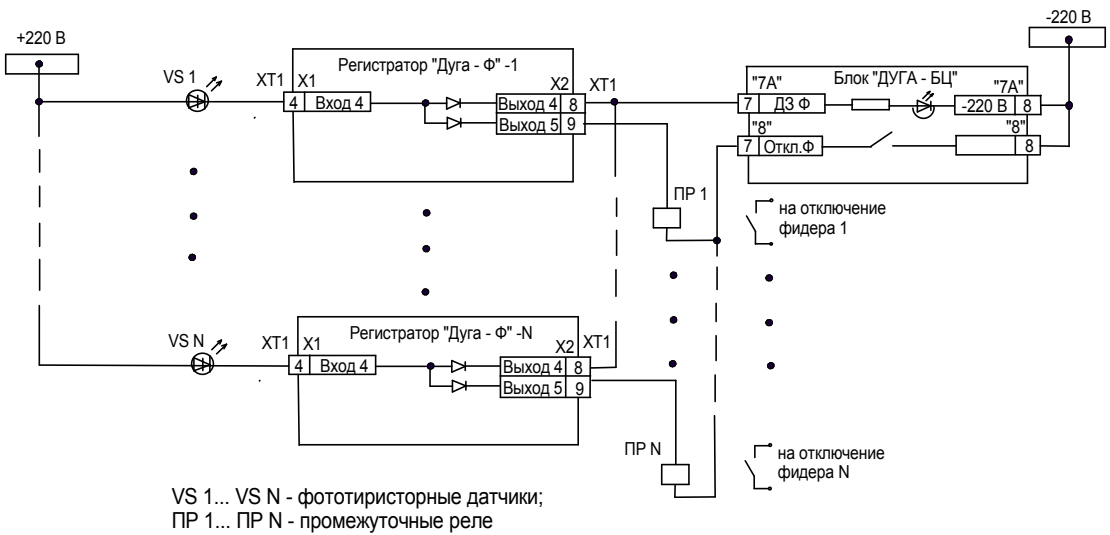 -220 В
+220 В
VS 1
XT1 X1
Регистратор "Дуга - Ф" -1
X2 XT1
4 Вход 4
Выход 4 8
Выход 5 9
Блок "ДУГА - БЦ"
"7А" "7А"
7 ДЗ Ф
-220 В 8
"8" "8"
7 Откл.Ф
8
ПР 1
на отключение
фидера 1
VS N
XT1 X1
Регистратор "Дуга - Ф" -N
X2 XT1
4 Вход 4
Выход 4 8
Выход 5 9
ПР N
на отключение
фидера N
VS 1... VS N - фототиристорные датчики;
ПР 1... ПР N - промежуточные реле